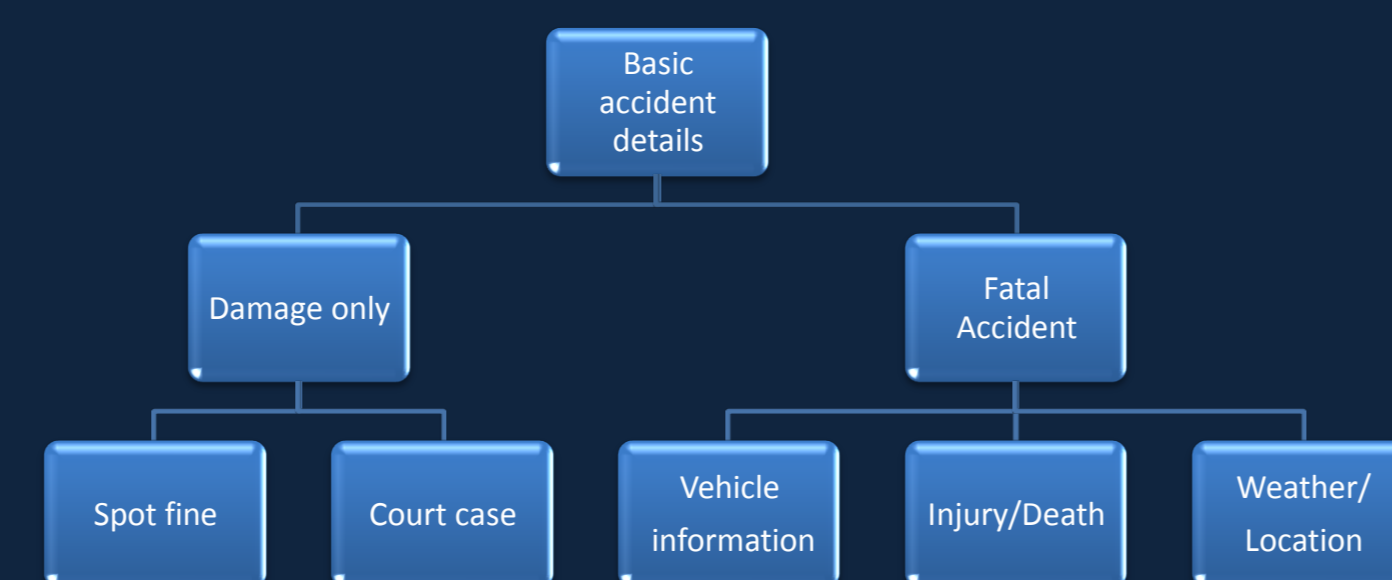 Basic
accident
details
Damage only
Fatal
Accident
Spot fine
Court case
Vehicle
information
Injury/Death
Weather/
Location